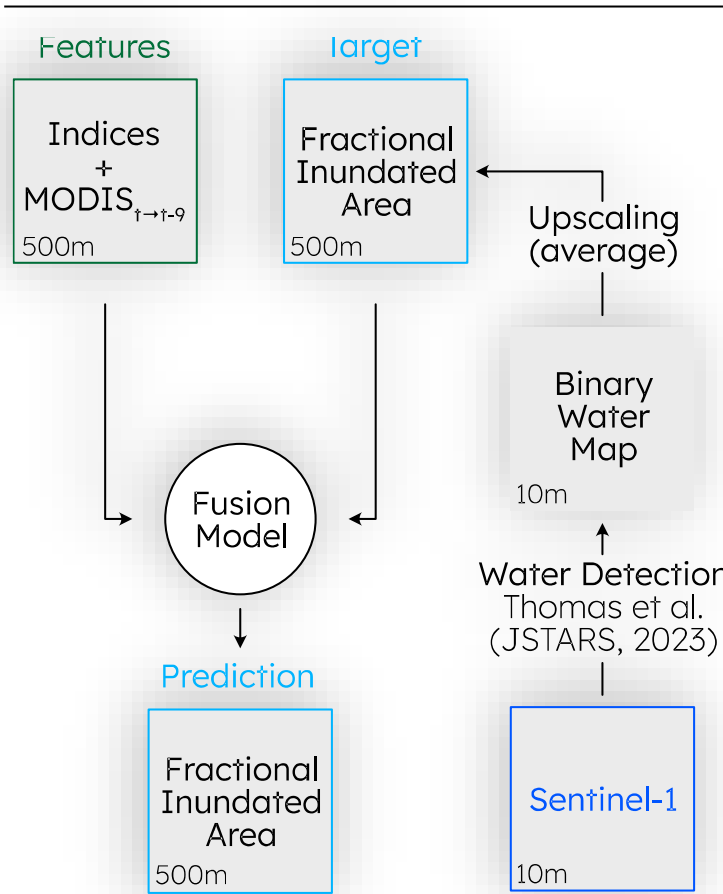 Features
Indices
+
MODIS t→t-9
500m
Target
Fractional
Inundated
Area
500m
Upscaling
(average)
Binary
Water
Map
10m
Fusion
Model
Water Detection
Thomas et al.
(JSTARS, 2023)
Prediction
Fractional
Inundated
Area
500m
Sentinel-1
10m